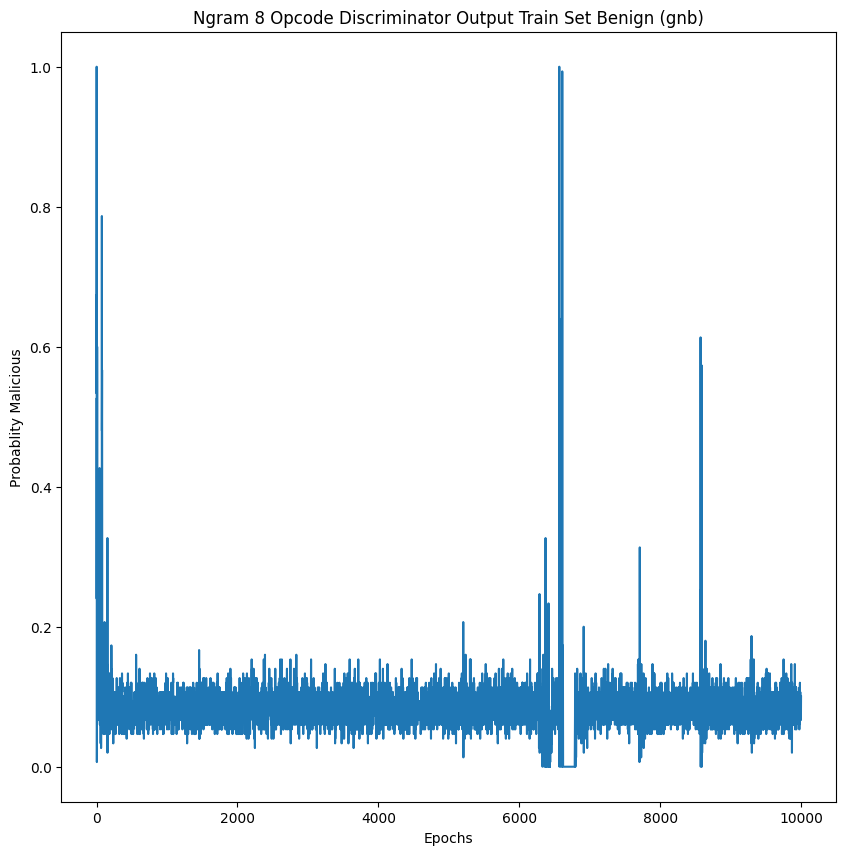 Ngram 8 Opcode Discriminator Output Train Set Benign (gnb)
1.0
0.8
0.6
0.4
0.2
0.0
Probablity Malicious
0 2000 4000 6000 8000 10000
Epochs